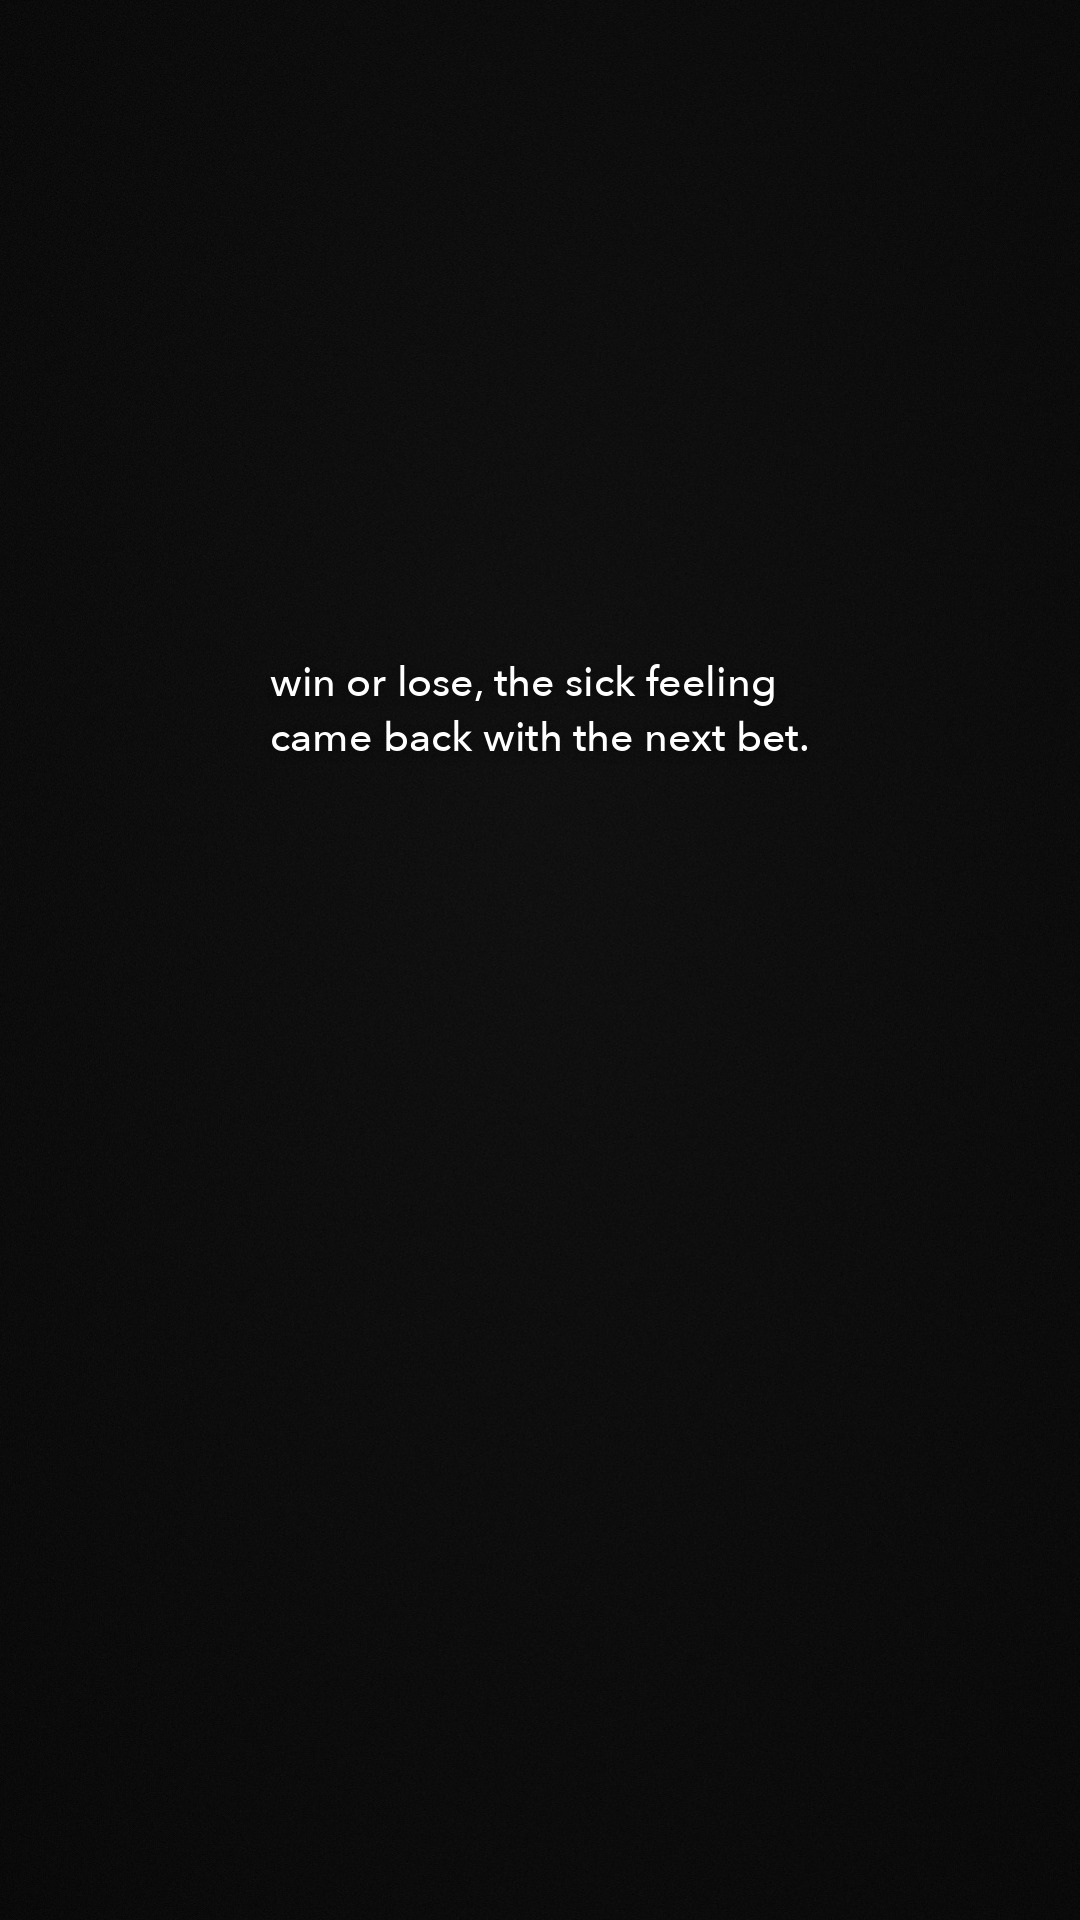 win or lose, the sick feeling
came back with the next bet.